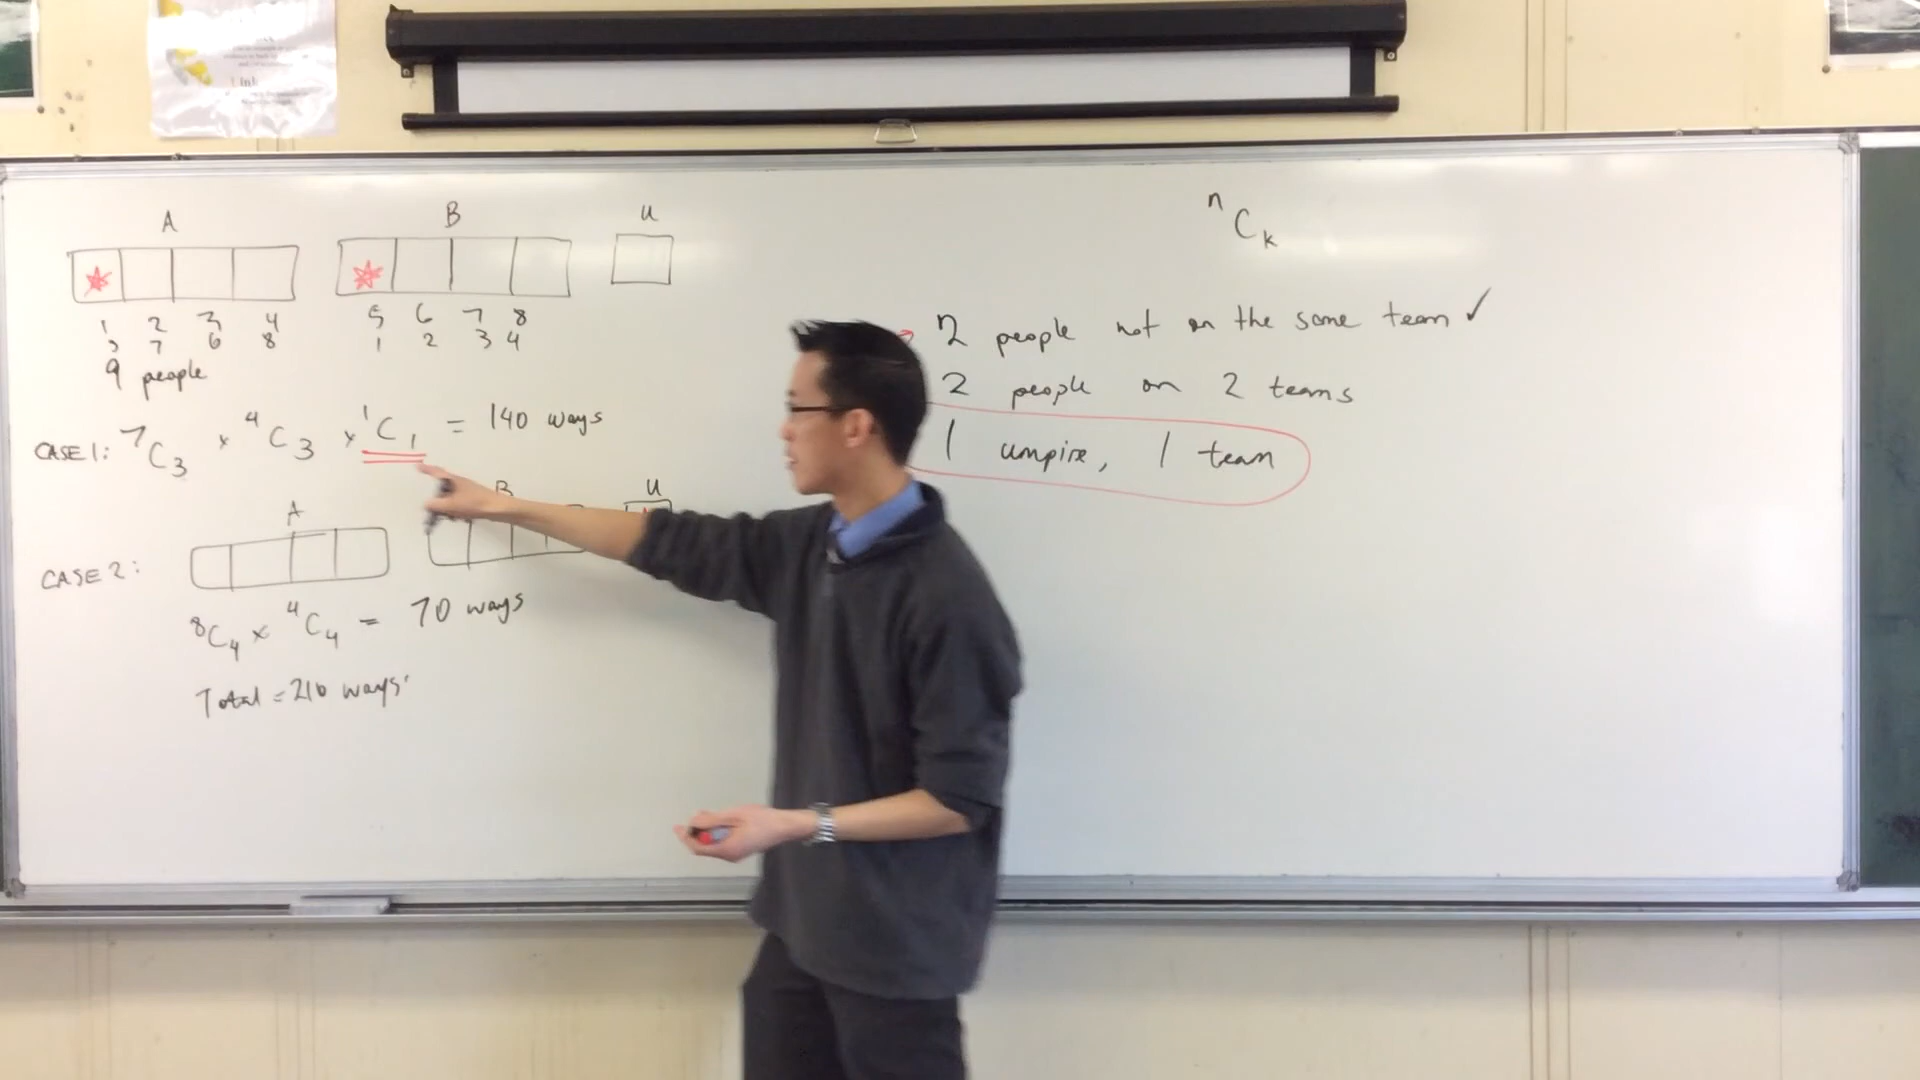 A B U
1 2 3 4 5 6 7 8
5 7 6 8 1 2 3 4
9 people
CASE 1: ⁷C₃ × ⁴C₃ × ¹C₁ = 140 ways
A B U
CASE 2:
⁸C₄ × ⁴C₄ = 70 ways
Total = 210 ways
ⁿCₖ
2 people not on the same team ✓
2 people on 2 teams
1 umpire, 1 team